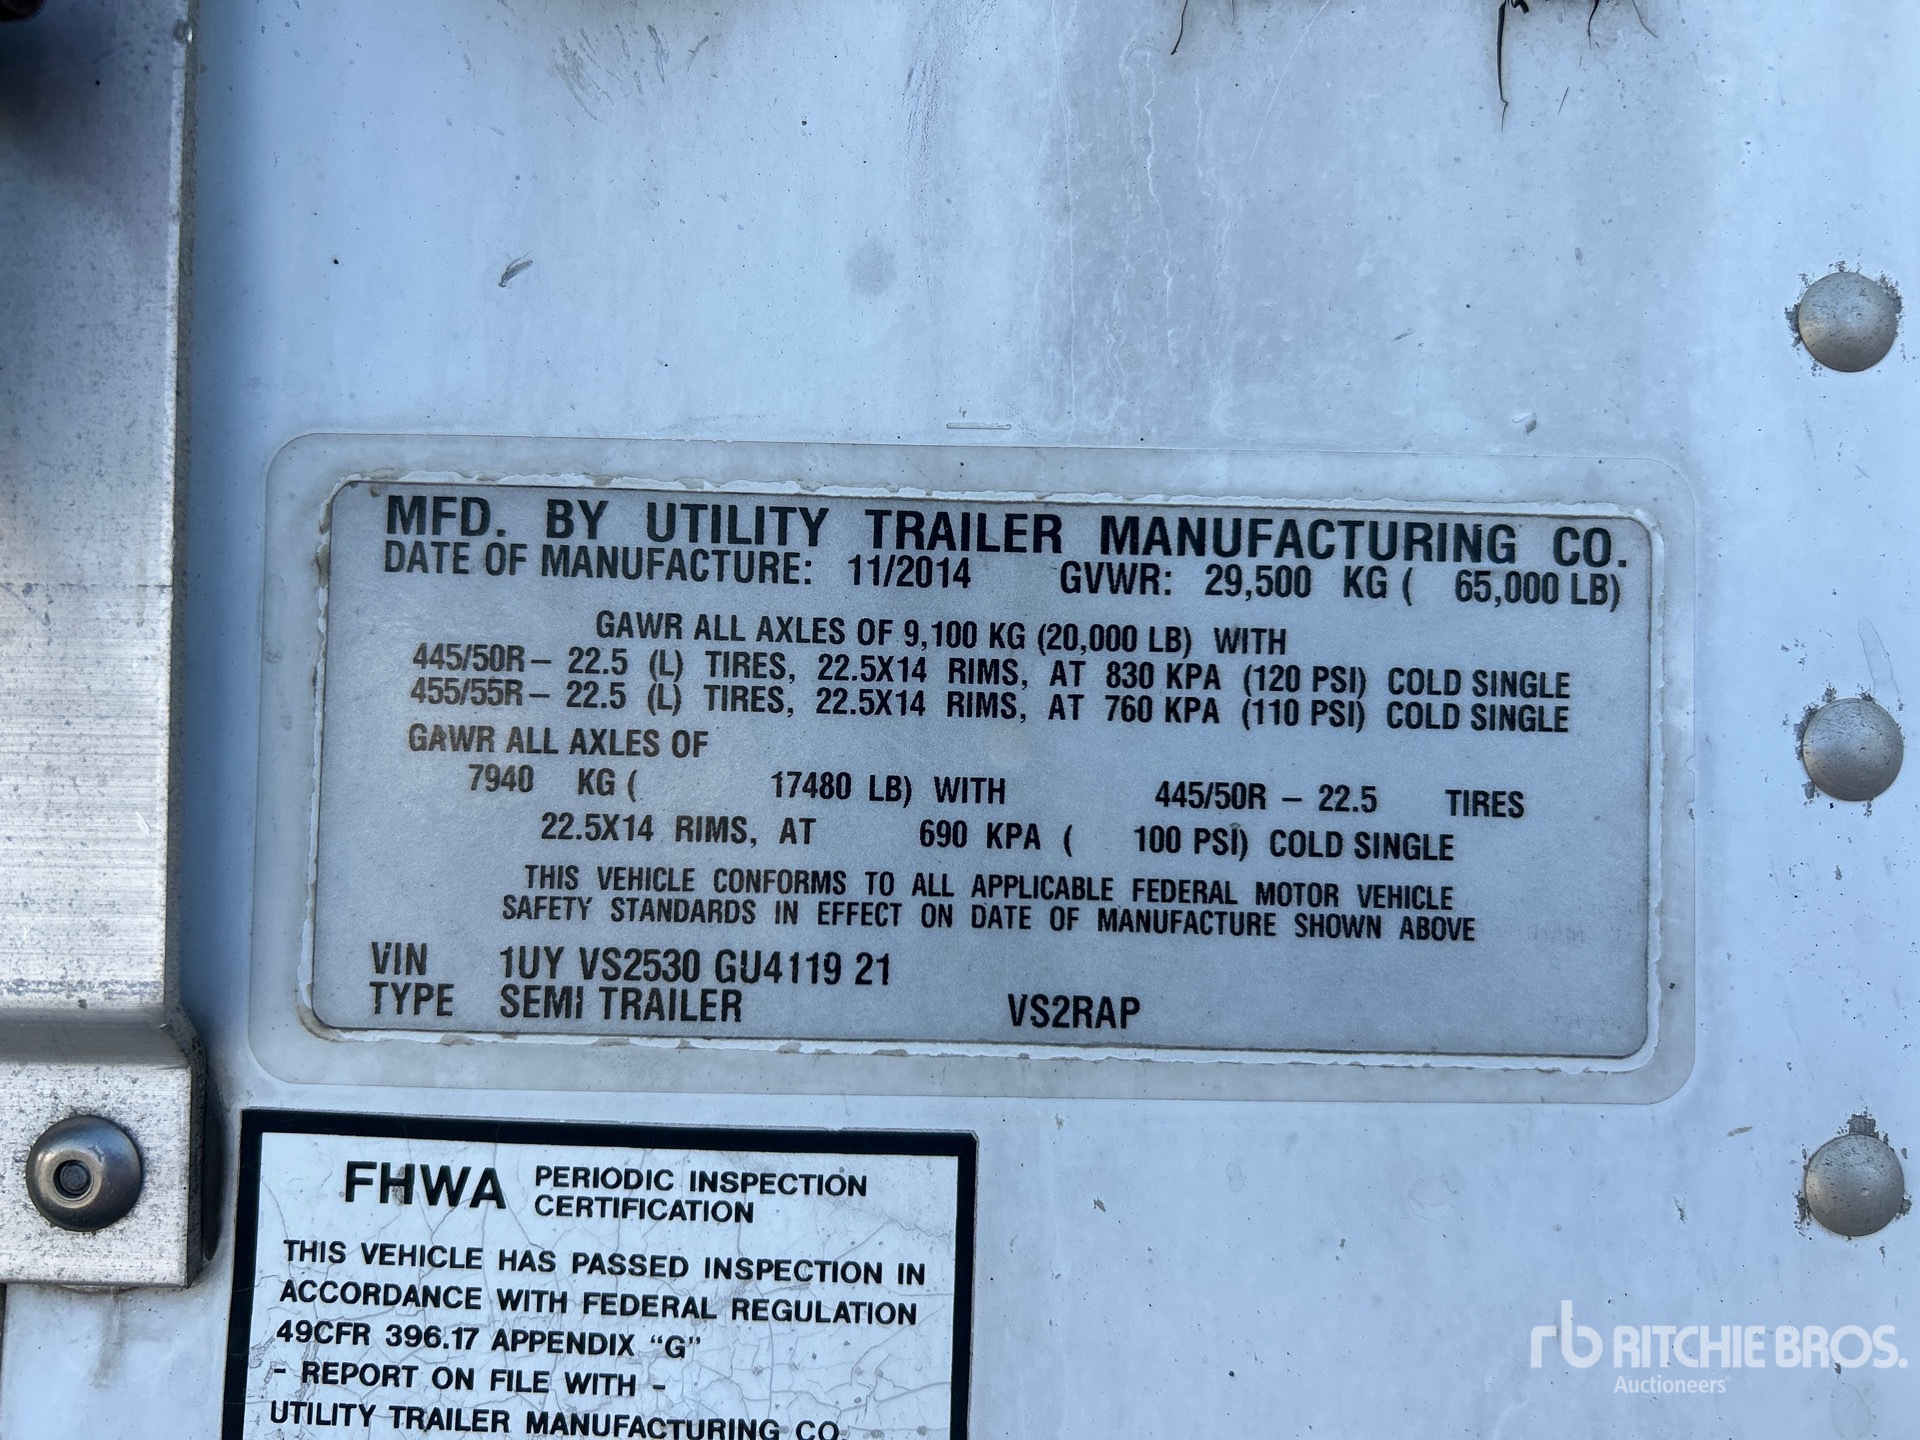 MFD. BY UTILITY TRAILER MANUFACTURING CO.
DATE OF MANUFACTURE: 11/2014 GVWR: 29,500 KG ( 65,000 LB)
GAWR ALL AXLES OF 9,100 KG (20,000 LB) WITH
445/50R – 22.5 (L) TIRES, 22.5X14 RIMS, AT 830 KPA (120 PSI) COLD SINGLE
455/55R – 22.5 (L) TIRES, 22.5X14 RIMS, AT 760 KPA (110 PSI) COLD SINGLE
GAWR ALL AXLES OF
7940 KG ( 17480 LB) WITH 445/50R – 22.5 TIRES
22.5X14 RIMS, AT 690 KPA ( 100 PSI) COLD SINGLE
THIS VEHICLE CONFORMS TO ALL APPLICABLE FEDERAL MOTOR VEHICLE
SAFETY STANDARDS IN EFFECT ON DATE OF MANUFACTURE SHOWN ABOVE
VIN 1UY VS2530 GU4119 21
TYPE SEMI TRAILER VS2RAP
FHWA PERIODIC INSPECTION
CERTIFICATION
THIS VEHICLE HAS PASSED INSPECTION IN
ACCORDANCE WITH FEDERAL REGULATION
49CFR 396.17 APPENDIX "G"
- REPORT ON FILE WITH -
UTILITY TRAILER MANUFACTURING CO.
rb RITCHIE BROS.
Auctioneers